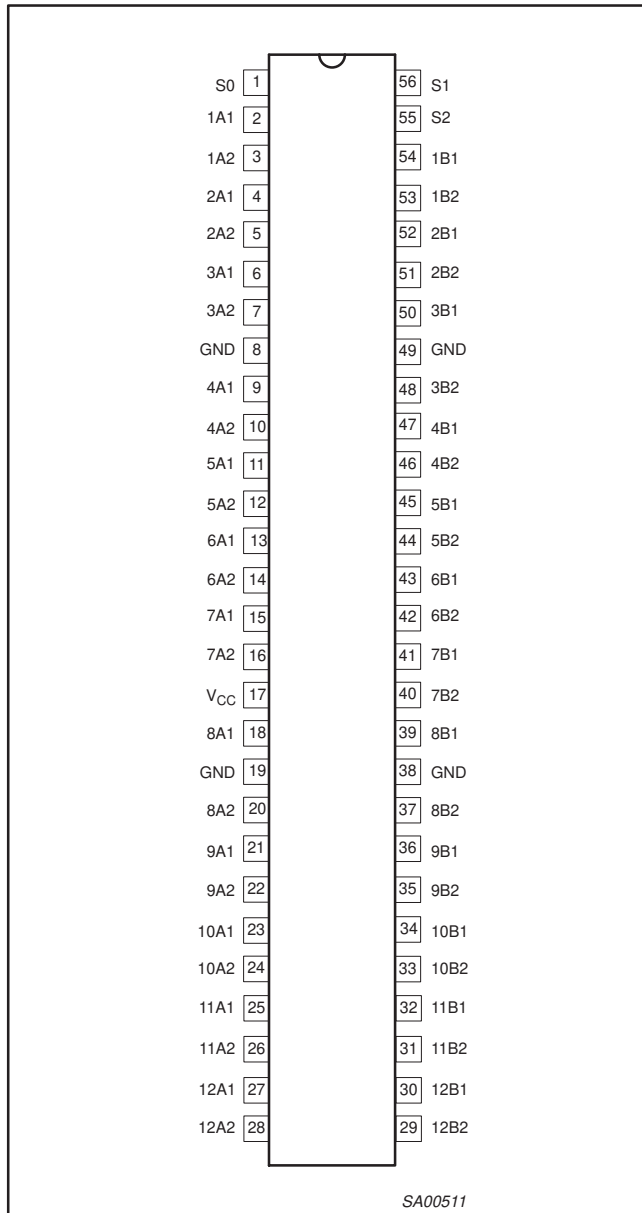 S0 1 56 S1
1A1 2 55 S2
1A2 3 54 1B1
2A1 4 53 1B2
2A2 5 52 2B1
3A1 6 51 2B2
3A2 7 50 3B1
GND 8 49 GND
4A1 9 48 3B2
4A2 10 47 4B1
5A1 11 46 4B2
5A2 12 45 5B1
6A1 13 44 5B2
6A2 14 43 6B1
7A1 15 42 6B2
7A2 16 41 7B1
VCC 17 40 7B2
8A1 18 39 8B1
GND 19 38 GND
8A2 20 37 8B2
9A1 21 36 9B1
9A2 22 35 9B2
10A1 23 34 10B1
10A2 24 33 10B2
11A1 25 32 11B1
11A2 26 31 11B2
12A1 27 30 12B1
12A2 28 29 12B2
SA00511